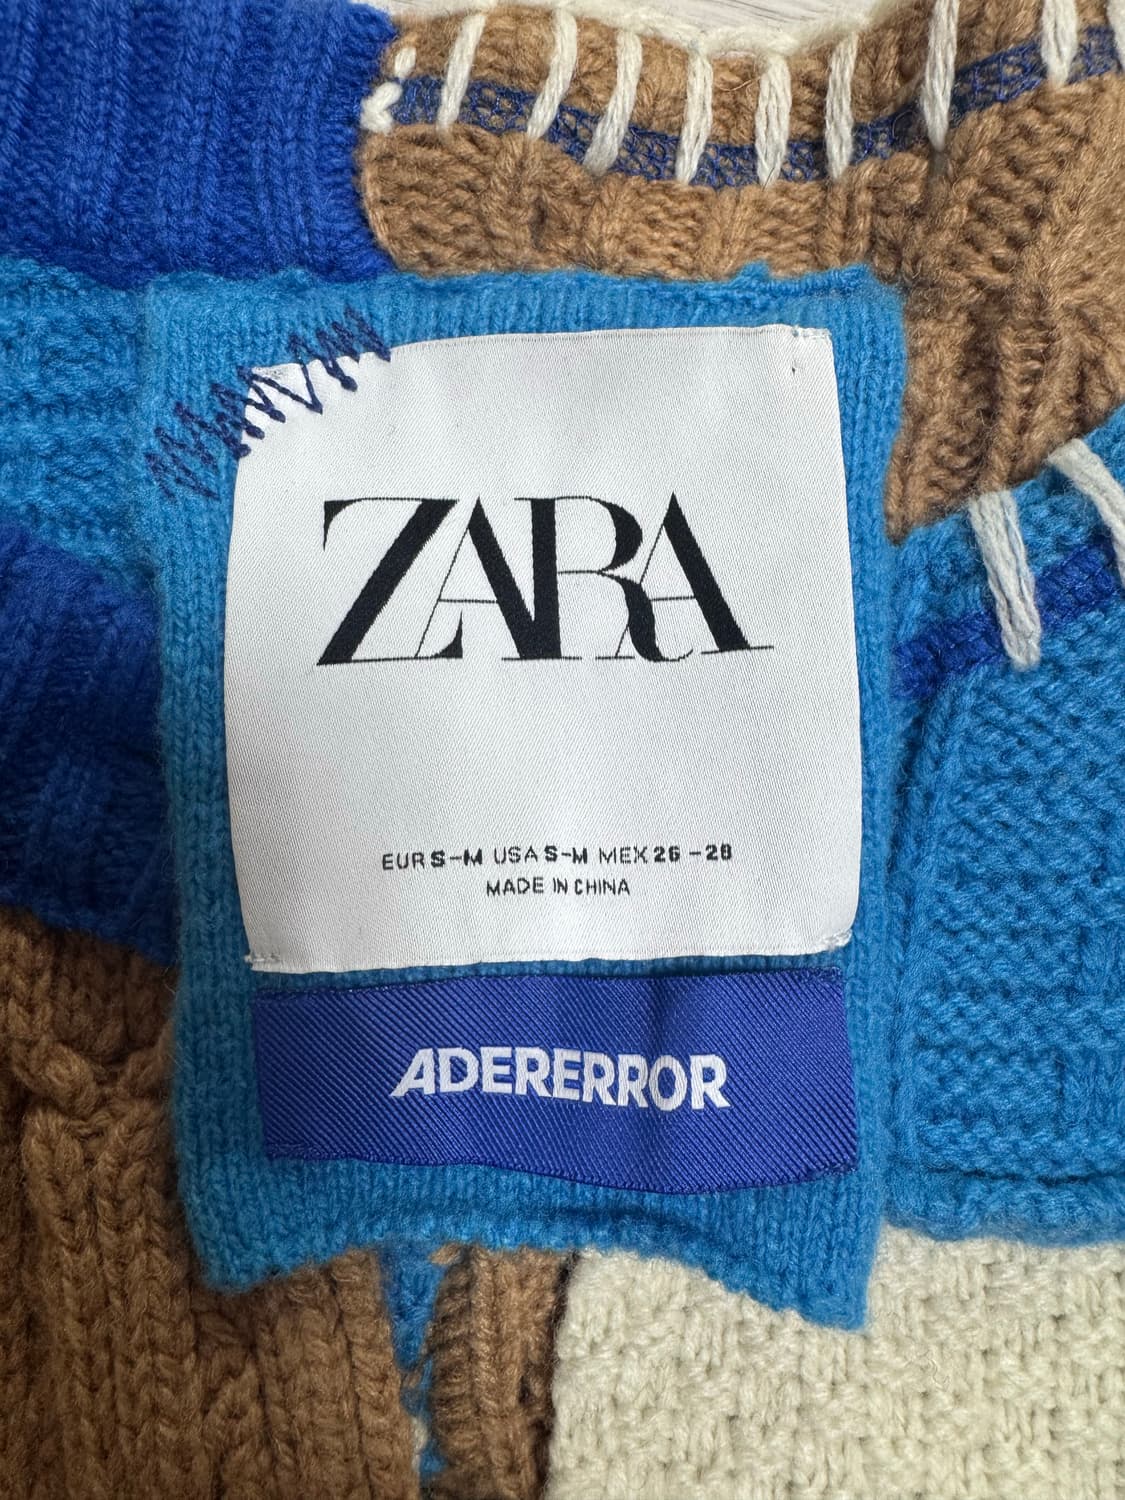 ZARA
EUR S-M USA S-M MEX 26-28
MADE IN CHINA
ADERERROR